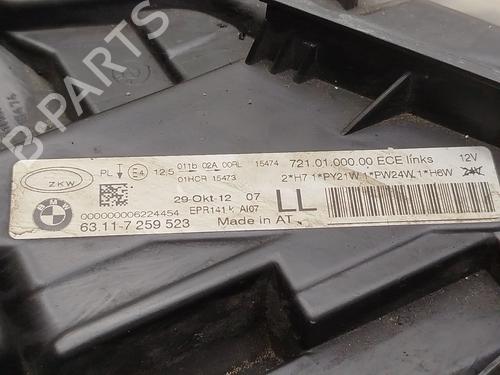 B-PARTS
ZKW
PL E4 12,5 011b 02A 00RL 15474 721.01.000.00 ECE links 12V
01HCR 15473 2*H7 1*PY21W 1*PW24W 1*H6W 24V
29-Okt-12 07 LL
BMW 0000000006224454 EPR141 k AI07
63.11-7 259 523 Made in AT